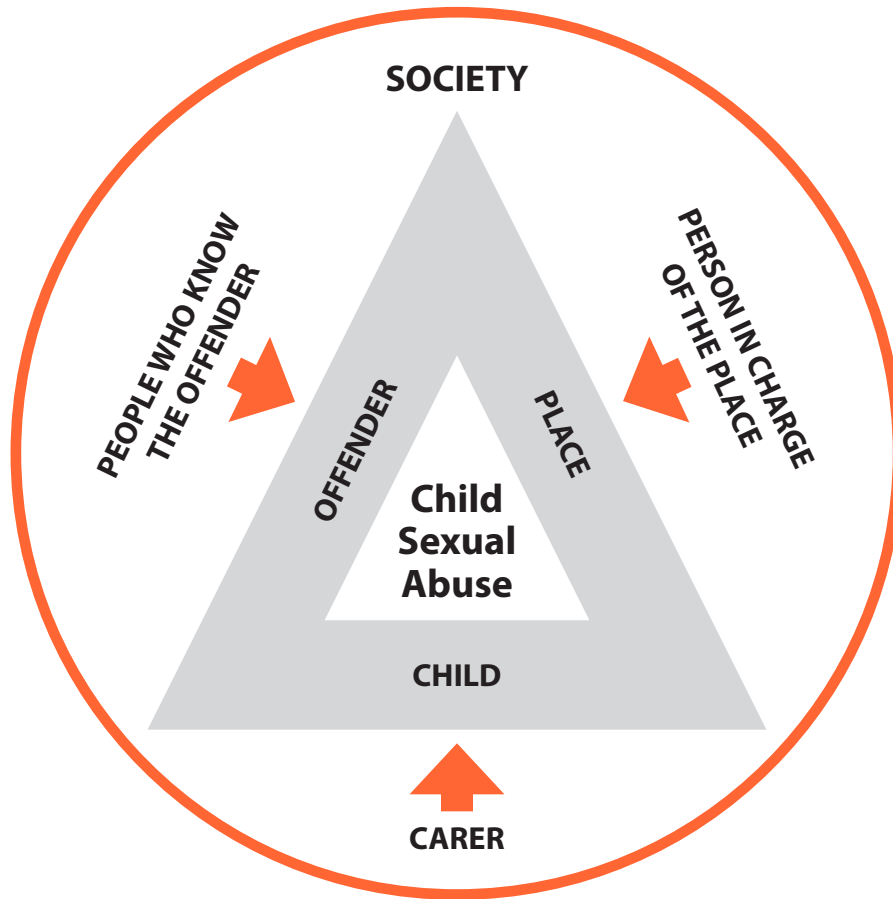 SOCIETY
PEOPLE WHO KNOW
THE OFFENDER
PERSON IN CHARGE
OF THE PLACE
OFFENDER
PLACE
Child
Sexual
Abuse
CHILD
CARER